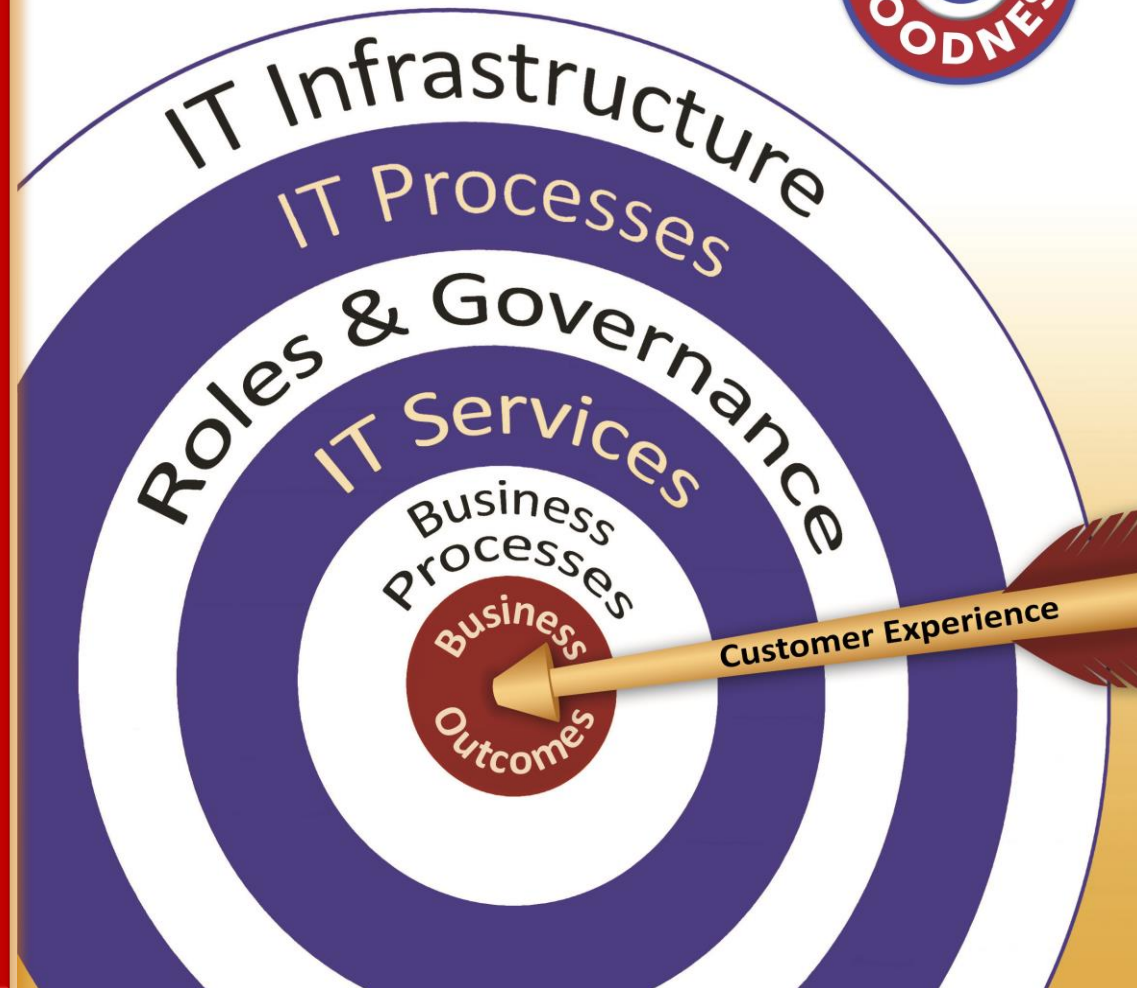 IT Infrastructure
IT Processes
Roles & Governance
IT Services
Business
Processes
Business
Outcomes
Customer Experience